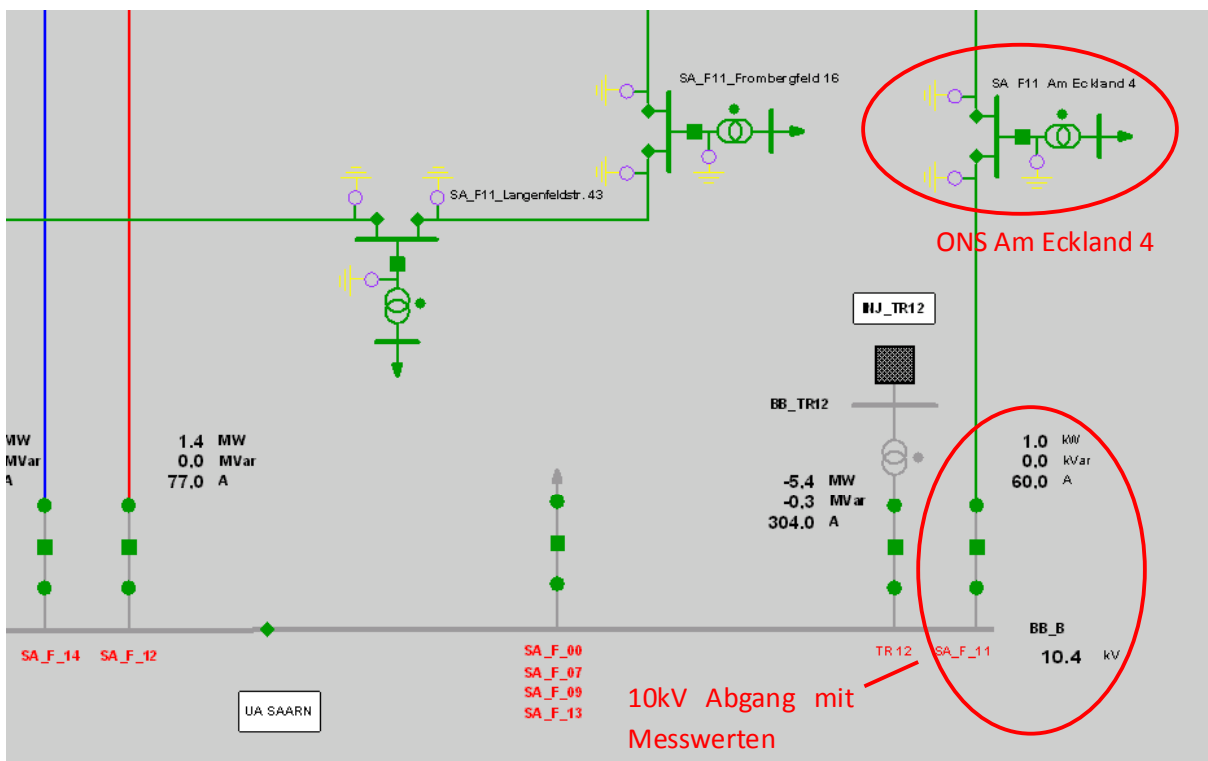 SA_F11_Frombergfeld 16
SA F11 Am Eckland 4
SA_F11_Langenfeldstr. 43
ONS Am Eckland 4
INJ_TR12
BB_TR12
MW
MVar
A
1.4 MW
0,0 MVar
77,0 A
-5,4 MW
-0,3 MVar
304.0 A
1.0 kW
0,0 kVar
60,0 A
SA_F_14
SA_F_12
SA_F_00
SA_F_07
SA_F_09
SA_F_13
TR 12
SA_F_11
BB_B
10.4 kV
UA SAARN
10kV Abgang mit
Messwerten